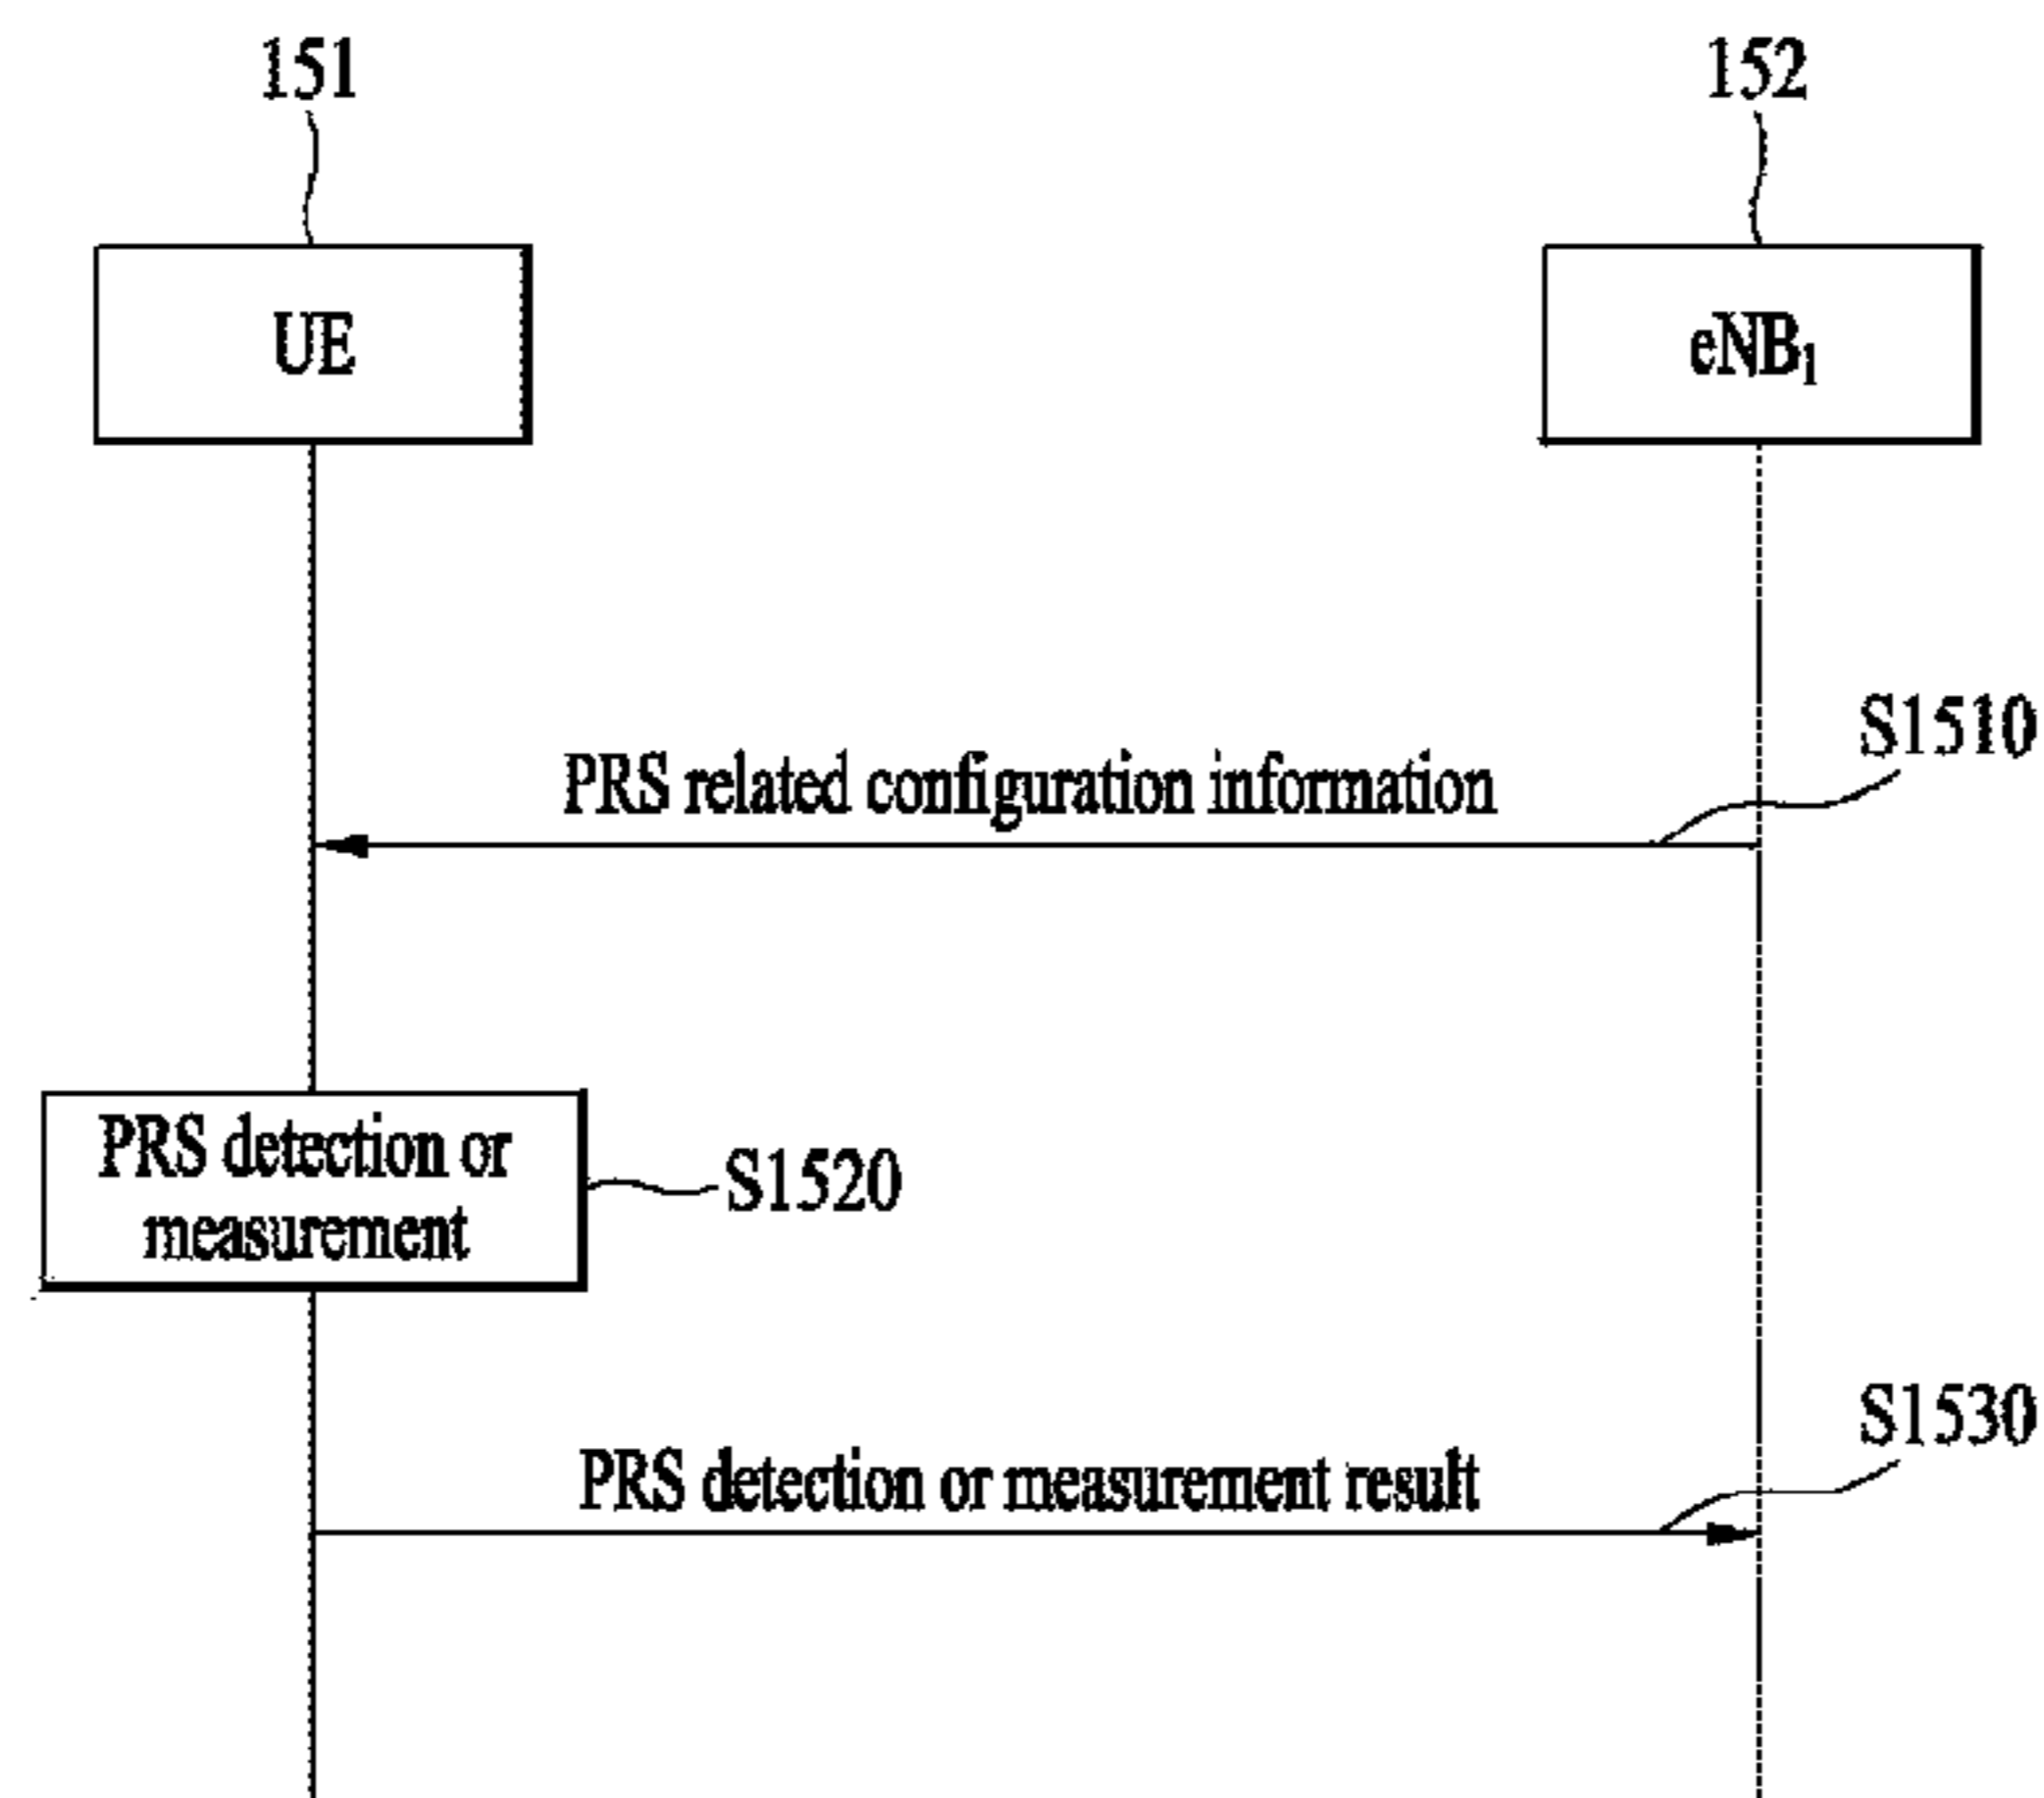 151
152
UE
eNB₁
S1510
PRS related configuration information
PRS detection or
measurement
S1520
S1530
PRS detection or measurement result